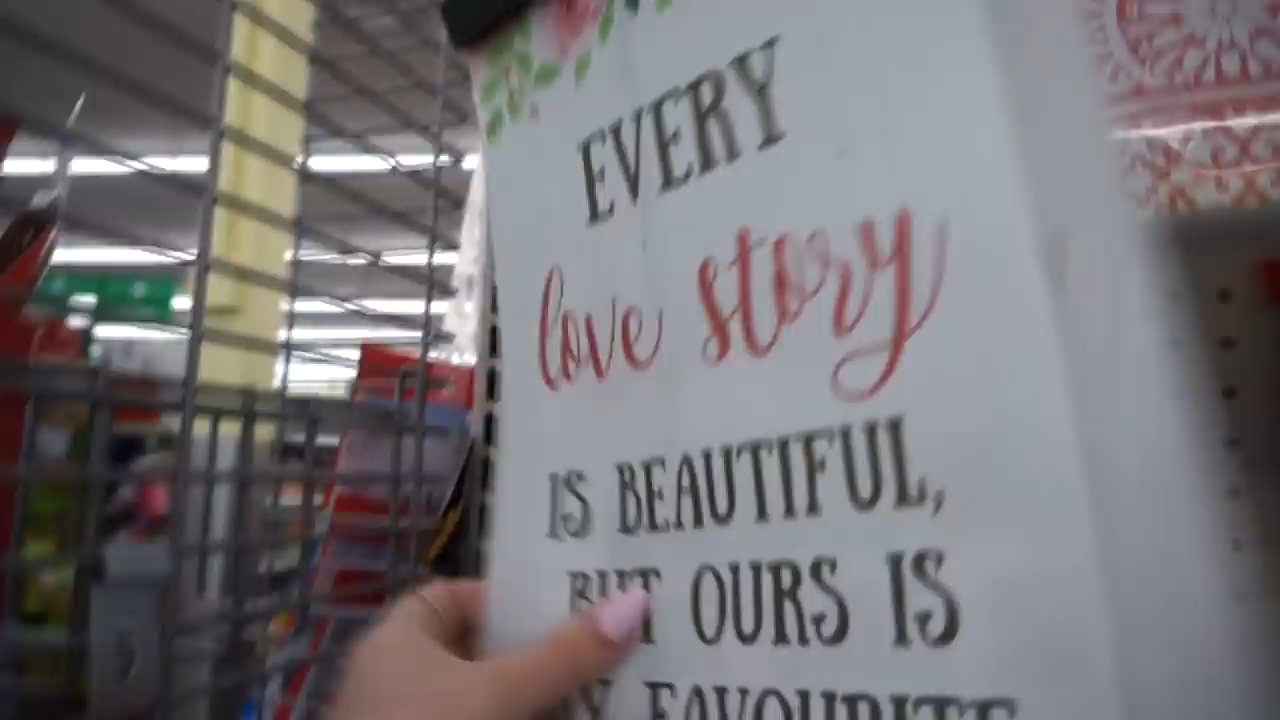 EVERY
love story
IS BEAUTIFUL,
BUT OURS IS
FAVOURITE